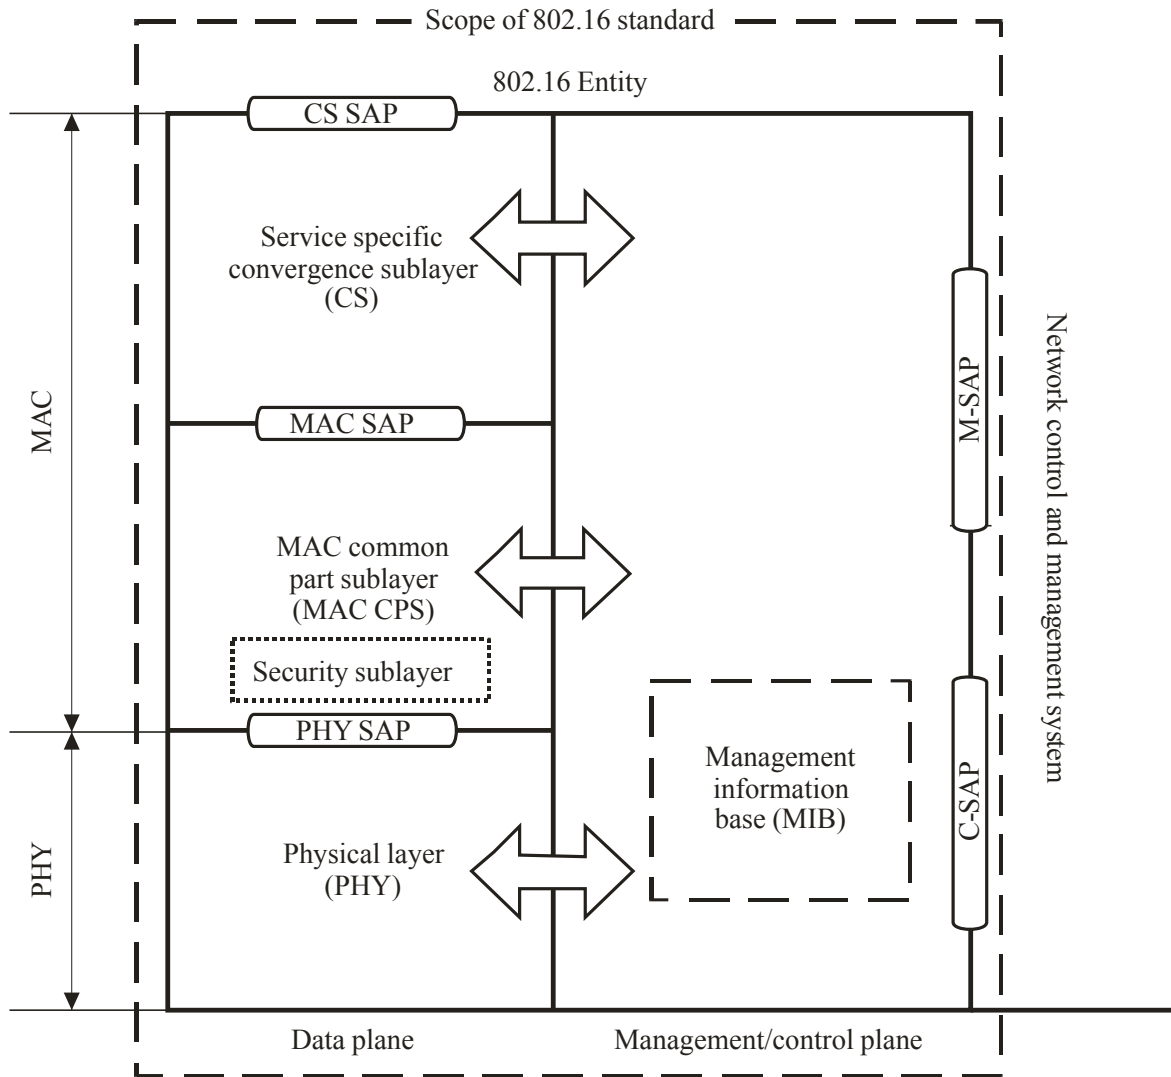 Scope of 802.16 standard
802.16 Entity
CS SAP
Service specific
convergence sublayer
(CS)
MAC
MAC SAP
M-SAP
Network control and management system
MAC common
part sublayer
(MAC CPS)
Security sublayer
PHY SAP
Management
information
base (MIB)
C-SAP
PHY
Physical layer
(PHY)
Data plane
Management/control plane